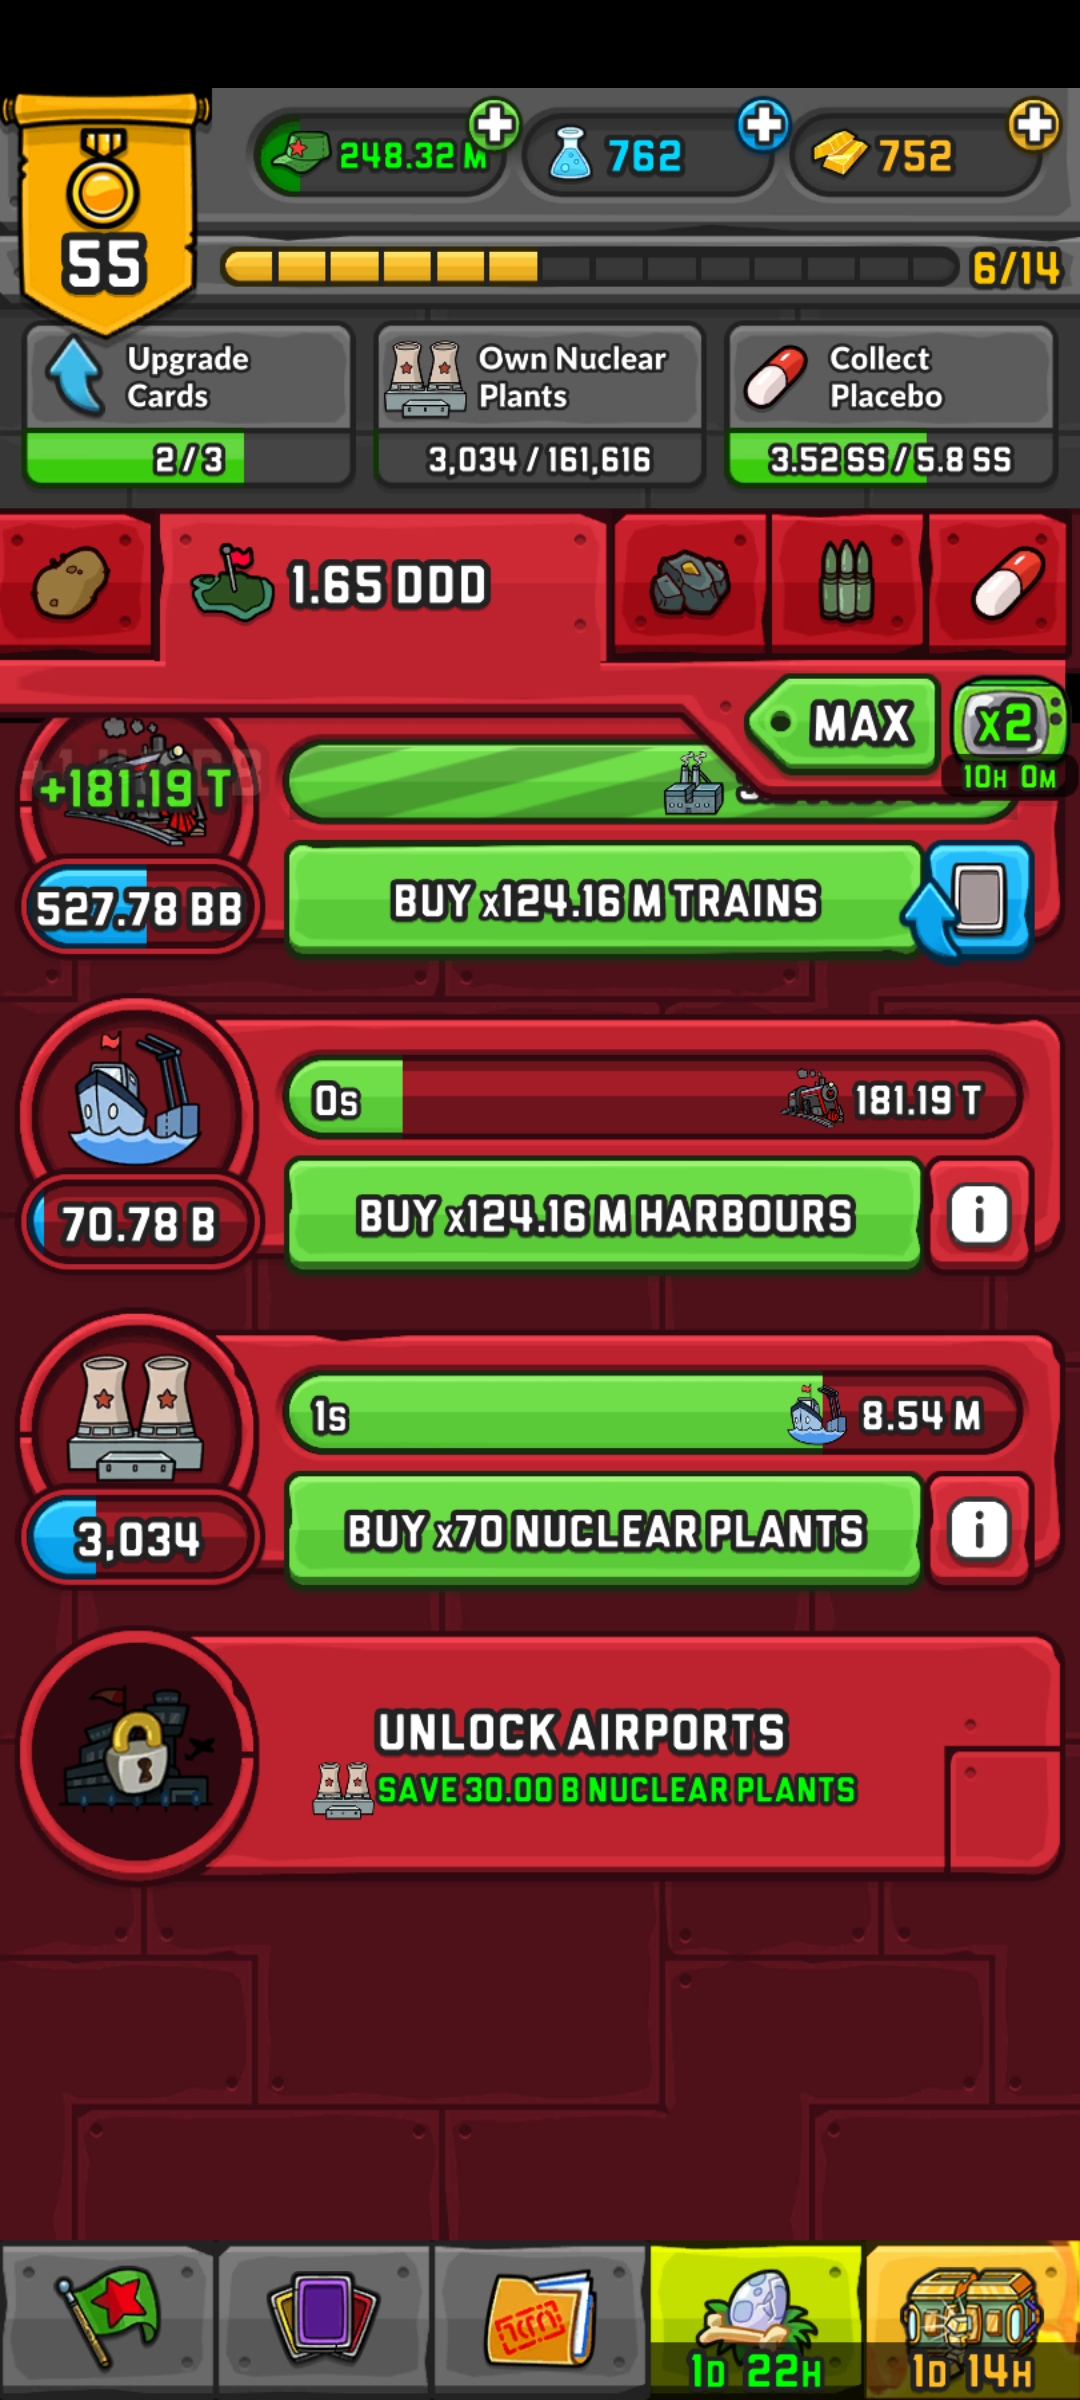 55
248.32 M
762
752
6/14
Upgrade
Cards
2/3
Own Nuclear
Plants
3,034/161,616
Collect
Placebo
3.52 SS/5.8 SS
1.65 DDD
MAX
x2
10H 0M
+181.19 T
527.78 BB
BUY x124.16 M TRAINS
0s
181.19 T
70.78 B
BUY x124.16 M HARBOURS
i
1s
8.54 M
3,034
BUY x70 NUCLEAR PLANTS
i
UNLOCK AIRPORTS
SAVE 30.00 B NUCLEAR PLANTS
1D 22H
1D 14H